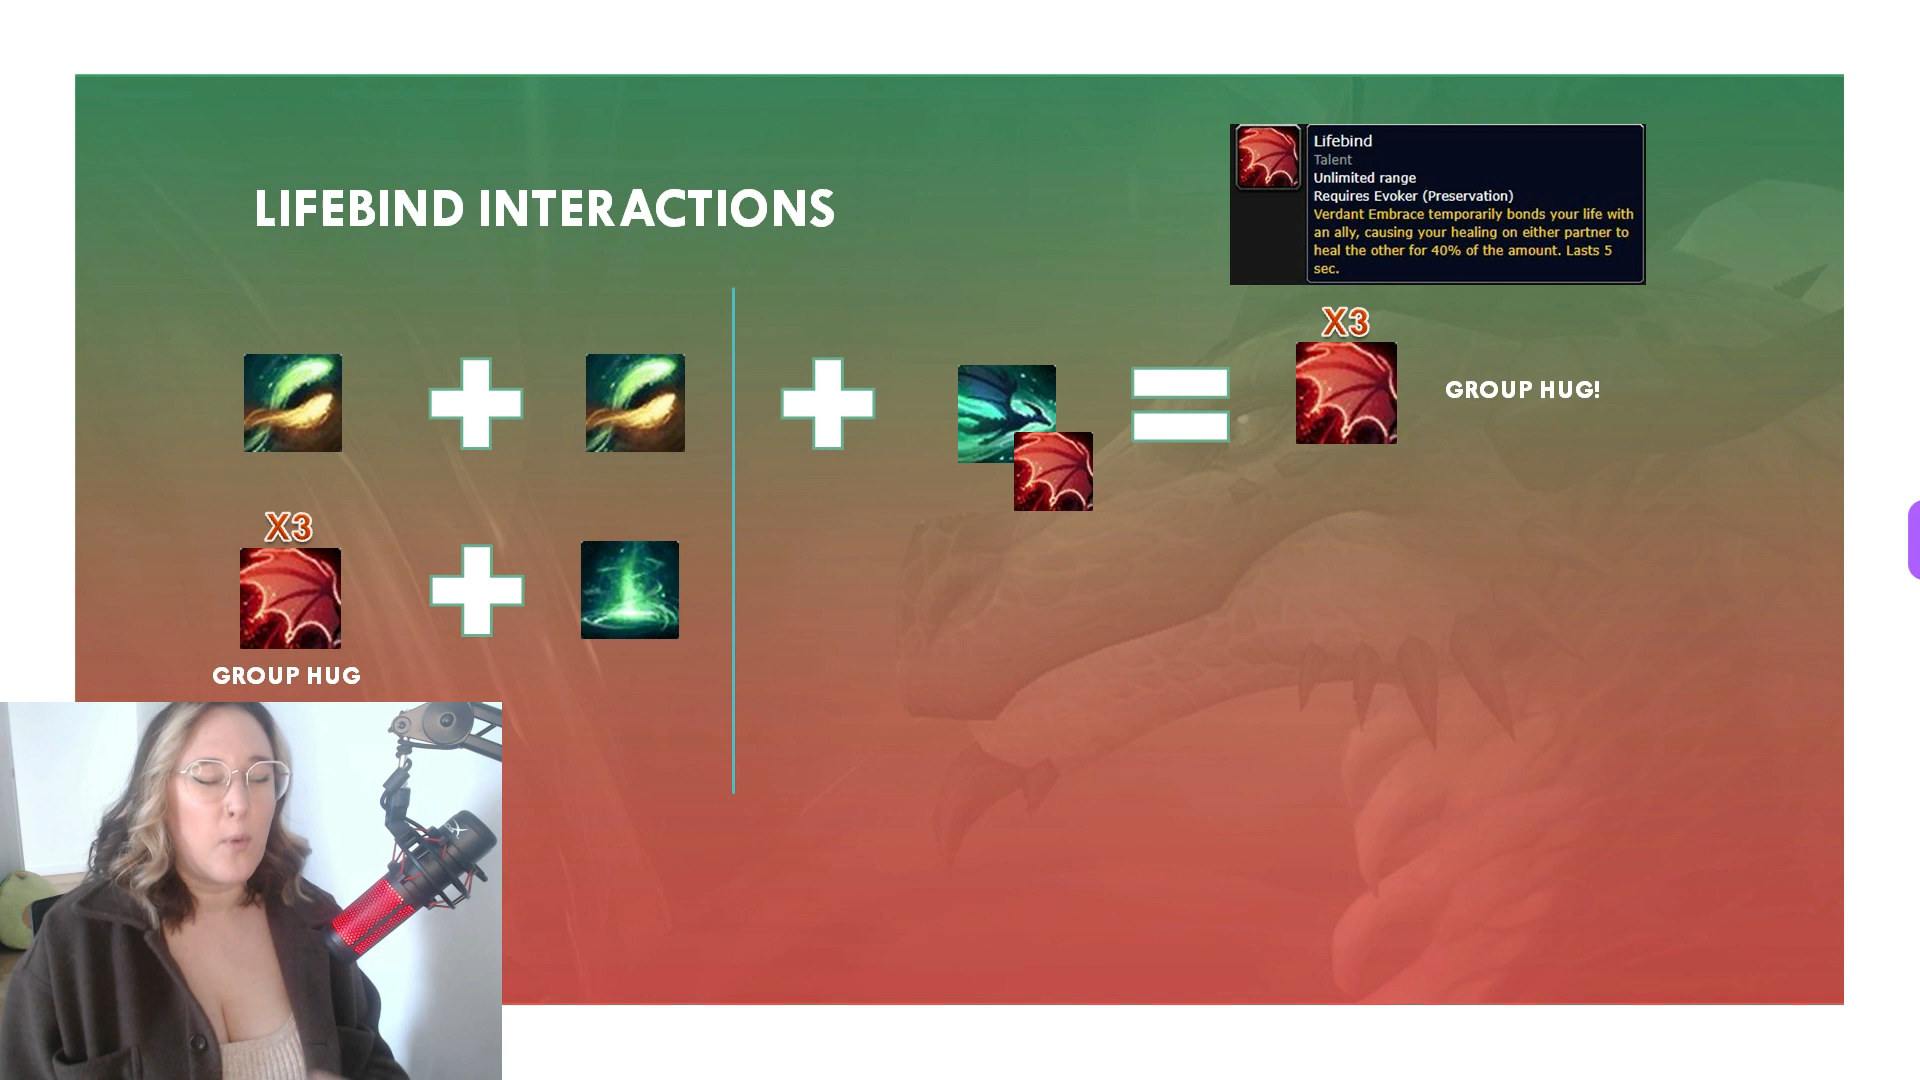 Lifebind
Talent
Unlimited range
Requires Evoker (Preservation)
Verdant Embrace temporarily bonds your life with
an ally, causing your healing on either partner to
heal the other for 40% of the amount. Lasts 5
sec.
LIFEBIND INTERACTIONS
X3
GROUP HUG!
X3
GROUP HUG